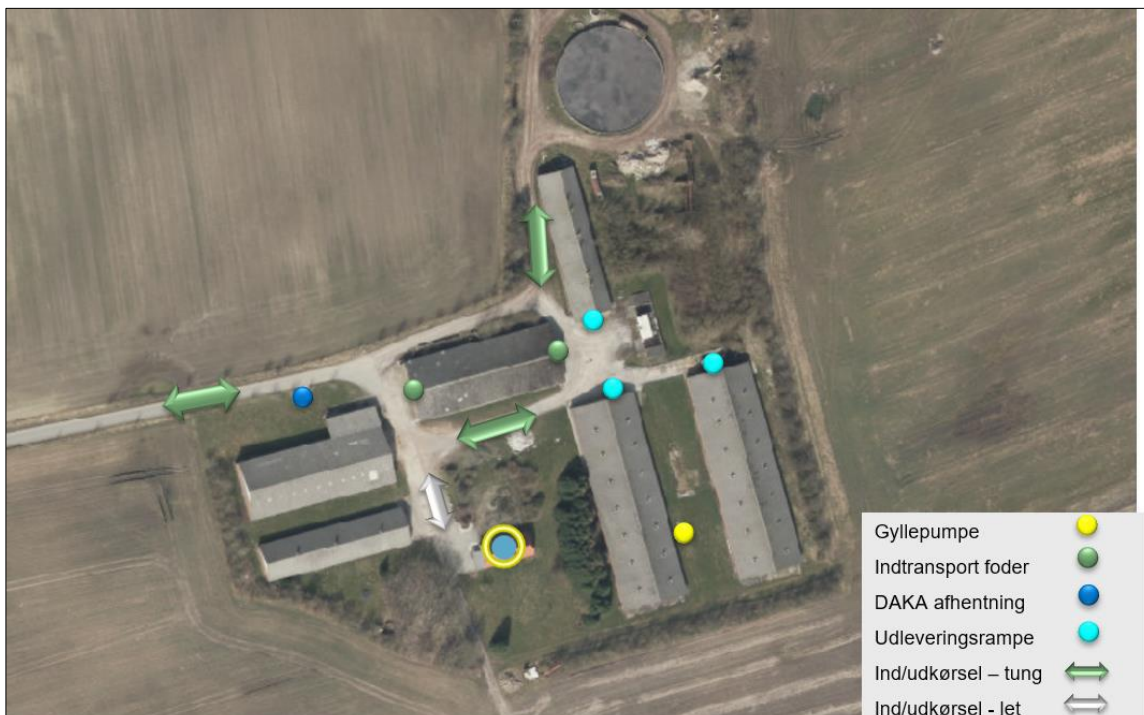 Gyllepumpe
Indtransport foder
DAKA afhentning
Udleveringsrampe
Ind/udkørsel – tung
Ind/udkørsel - let